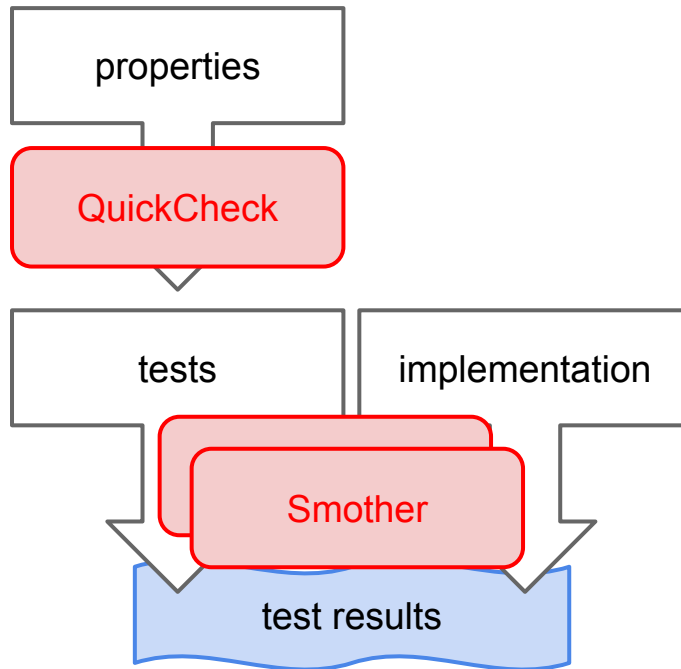 properties
QuickCheck
tests
implementation
Smother
test results